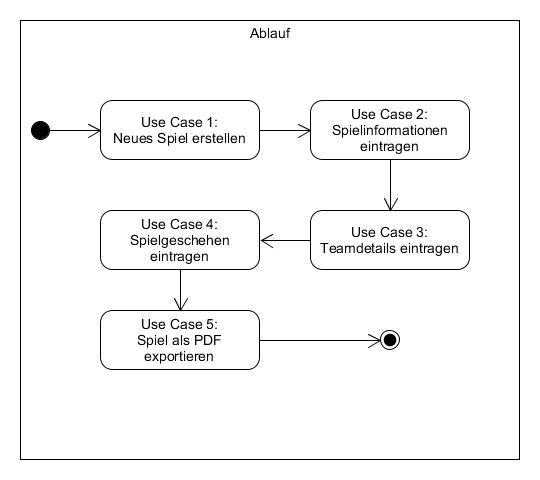 Ablauf
Use Case 1:
Neues Spiel erstellen
Use Case 2:
Spielinformationen
eintragen
Use Case 3:
Teamdetails eintragen
Use Case 4:
Spielgeschehen
eintragen
Use Case 5:
Spiel als PDF
exportieren